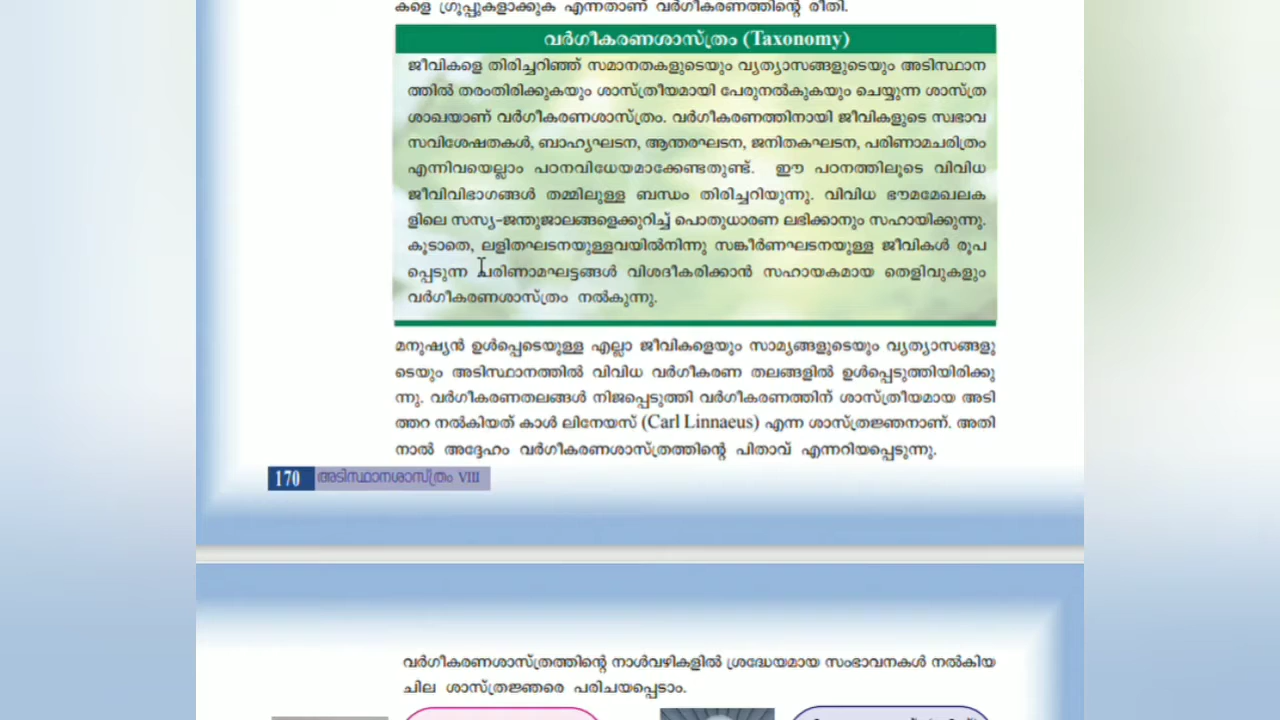 കളെ ഗ്രൂപ്പുകളാക്കുക എന്നതാണ് വർഗീകരണത്തിന്റെ രീതി.
വർഗീകരണശാസ്ത്രം (Taxonomy)
ജീവികളെ തിരിച്ചറിഞ്ഞ് സമാനതകളുടെയും വ്യത്യാസങ്ങളുടെയും അടിസ്ഥാന
ത്തിൽ തരംതിരിക്കുകയും ശാസ്ത്രീയമായി പേരുനൽകുകയും ചെയ്യുന്ന ശാസ്ത്ര
ശാഖയാണ് വർഗീകരണശാസ്ത്രം. വർഗീകരണത്തിനായി ജീവികളുടെ സ്വഭാവ
സവിശേഷതകൾ, ബാഹ്യഘടന, ആന്തരഘടന, ജനിതകഘടന, പരിണാമചരിത്രം
എന്നിവയെല്ലാം പഠനവിധേയമാക്കേണ്ടതുണ്ട്. ഈ പഠനത്തിലൂടെ വിവിധ
ജീവിവിഭാഗങ്ങൾ തമ്മിലുള്ള ബന്ധം തിരിച്ചറിയുന്നു. വിവിധ ഭൗമമേഖലക
ളിലെ സസ്യ-ജന്തുജാലങ്ങളെക്കുറിച്ച് പൊതുധാരണ ലഭിക്കാനും സഹായിക്കുന്നു.
കൂടാതെ, ലളിതഘടനയുള്ളവയിൽനിന്നു സങ്കീർണഘടനയുള്ള ജീവികൾ രൂപ
പ്പെടുന്ന പരിണാമഘട്ടങ്ങൾ വിശദീകരിക്കാൻ സഹായകമായ തെളിവുകളും
വർഗീകരണശാസ്ത്രം നൽകുന്നു.
മനുഷ്യൻ ഉൾപ്പെടെയുള്ള എല്ലാ ജീവികളെയും സാമ്യങ്ങളുടെയും വ്യത്യാസങ്ങളു
ടെയും അടിസ്ഥാനത്തിൽ വിവിധ വർഗീകരണ തലങ്ങളിൽ ഉൾപ്പെടുത്തിയിരിക്കു
ന്നു. വർഗീകരണതലങ്ങൾ നിജപ്പെടുത്തി വർഗീകരണത്തിന് ശാസ്ത്രീയമായ അടി
ത്തറ നൽകിയത് കാൾ ലിനേയസ് (Carl Linnaeus) എന്ന ശാസ്ത്രജ്ഞനാണ്. അതി
നാൽ അദ്ദേഹം വർഗീകരണശാസ്ത്രത്തിന്റെ പിതാവ് എന്നറിയപ്പെടുന്നു.
170 അടിസ്ഥാനശാസ്ത്രം VIII
വർഗീകരണശാസ്ത്രത്തിന്റെ നാൾവഴികളിൽ ശ്രദ്ധേയമായ സംഭാവനകൾ നൽകിയ
ചില ശാസ്ത്രജ്ഞരെ പരിചയപ്പെടാം.